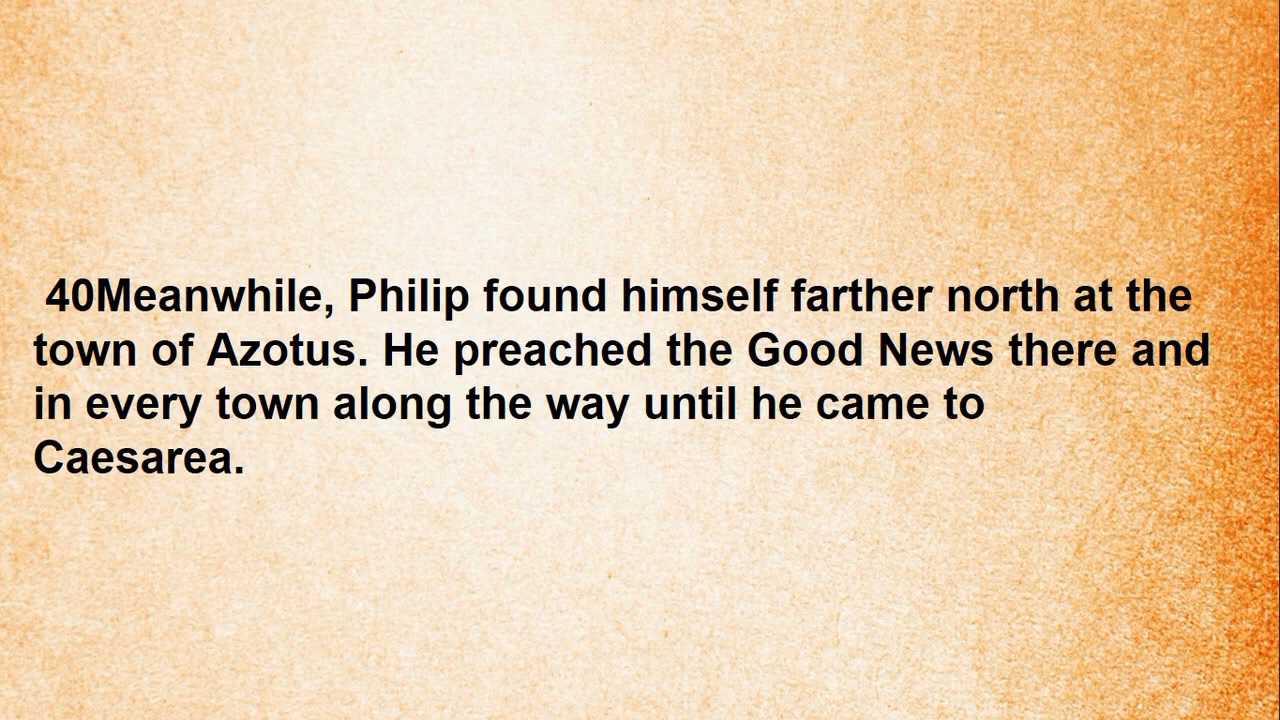 40Meanwhile, Philip found himself farther north at the
town of Azotus. He preached the Good News there and
in every town along the way until he came to
Caesarea.